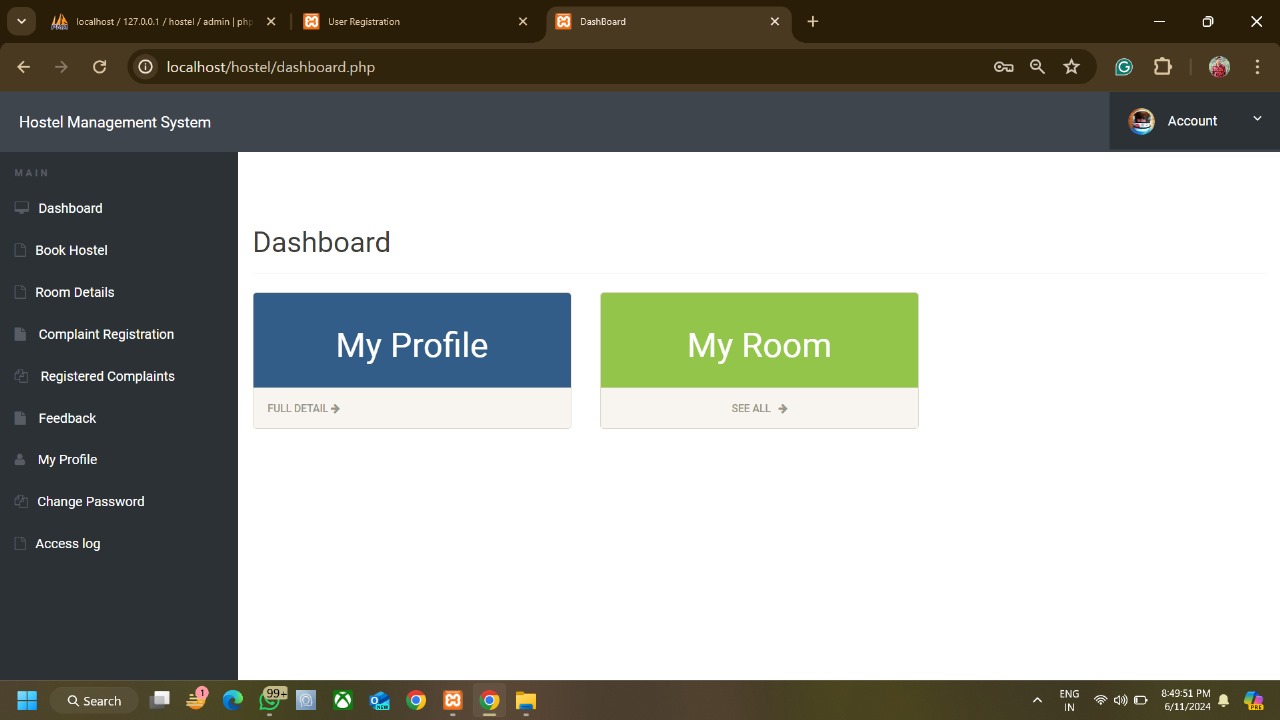 localhost / 127.0.0.1 / hostel / admin | php
User Registration
DashBoard
localhost/hostel/dashboard.php
Hostel Management System
Account
MAIN
Dashboard
Book Hostel
Room Details
Complaint Registration
Registered Complaints
Feedback
My Profile
Change Password
Access log
Dashboard
My Profile
FULL DETAIL
My Room
SEE ALL
Search
1
99+
ENG
IN
8:49:51 PM
6/11/2024